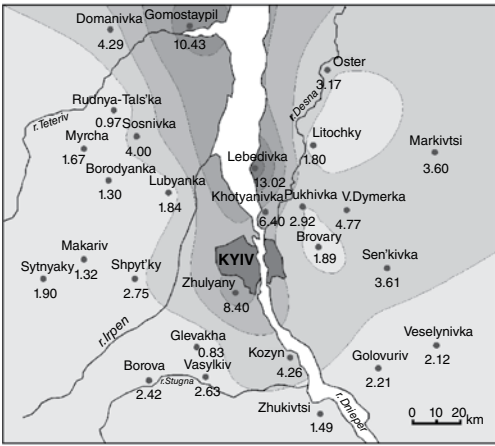 Domanivka
4.29
Gomostaypil
10.43
Oster
3.17
r.Desna
r.Teteriv
Rudnya-Tals'ka
0.97
Sosnivka
4.00
Myrcha
1.67
Litochky
1.80
Markivtsi
3.60
Lebedivka
13.02
Borodyanka
1.30
Lubyanka
1.84
Khotyanivka
6.40
Pukhivka
2.92
V.Dymerka
4.77
Brovary
1.89
Makariv
1.32
Sytnyaky
1.90
Shpyt'ky
2.75
KYIV
Sen'kivka
3.61
Zhulyany
8.40
r.Irpen
Glevakha
0.83
Kozyn
4.26
Veselynivka
2.12
Golovuriv
2.21
Borova
2.42
r.Stugna
Vasylkiv
2.63
Zhukivtsi
1.49
r.Dnieper
0 10 20 km